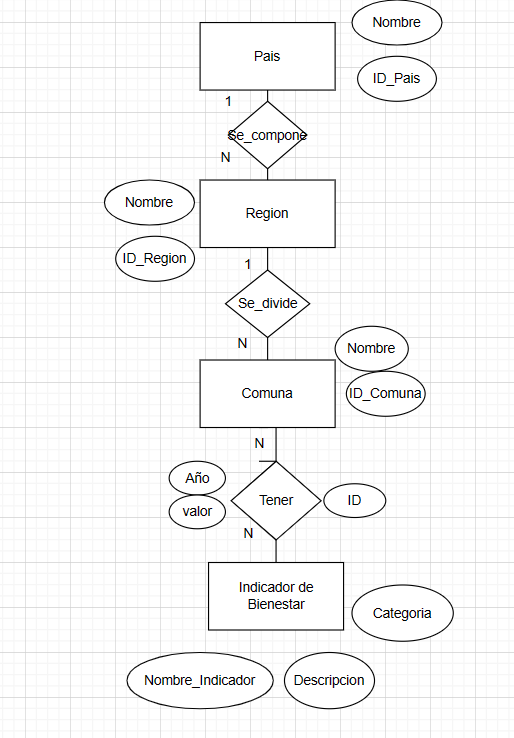 Nombre
Pais
ID_Pais
1
Se_compone
N
Nombre
Region
ID_Region
1
Se_divide
N
Nombre
Comuna
ID_Comuna
N
Año
Tener
ID
valor
N
Indicador de
Bienestar
Categoria
Nombre_Indicador
Descripcion